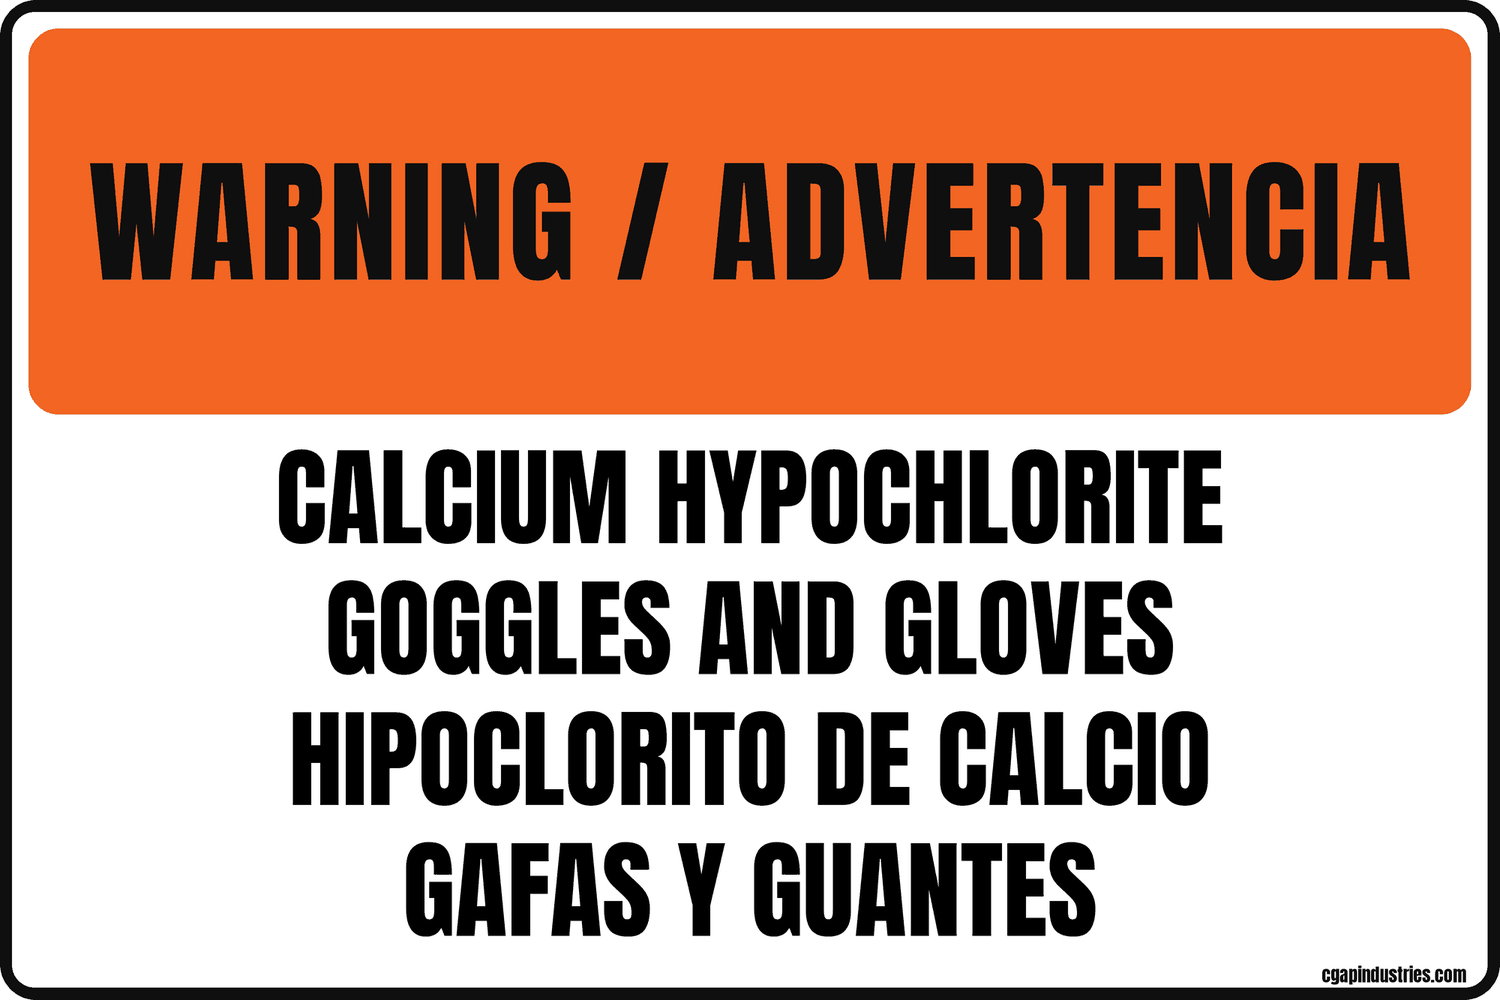 WARNING / ADVERTENCIA
CALCIUM HYPOCHLORITE
GOGGLES AND GLOVES
HIPOCLORITO DE CALCIO
GAFAS Y GUANTES
cgapindustries.com